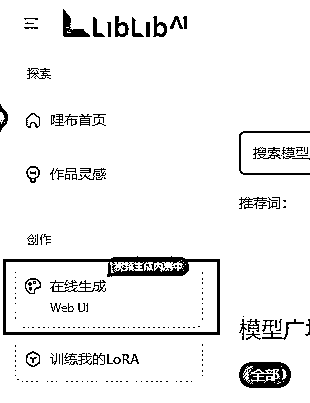 LibLib AI
探索
哩布首页
作品灵感
搜索模型
推荐词：
创作
视频生成内测中
在线生成
Web UI
模型广
训练我的LoRA
全部